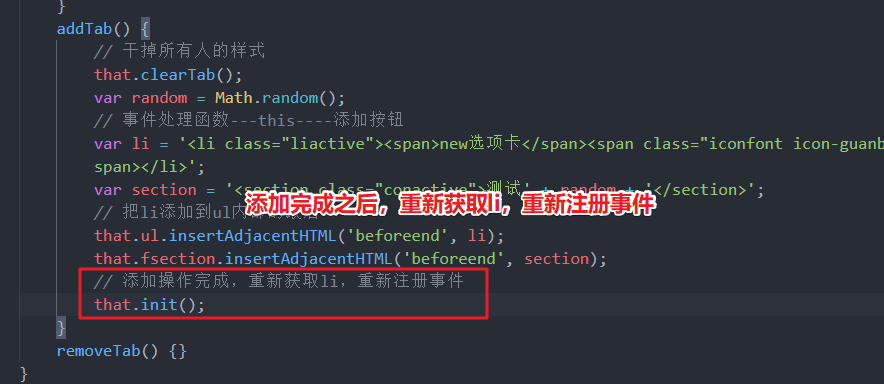 }
addTab() {
// 干掉所有人的样式
that.clearTab();
var random = Math.random();
// 事件处理函数---this----添加按钮
var li = '<li class="liactive"><span>new选项卡</span><span class="iconfont icon-guanb
span></li>';
var section = '<section class="conactive">测试' + random + '</section>';
添加完成之后，重新获取li，重新注册事件
// 把li添加到ul内部
that.ul.insertAdjacentHTML('beforeend', li);
that.fsection.insertAdjacentHTML('beforeend', section);
// 添加操作完成，重新获取li，重新注册事件
that.init();
}
removeTab() {}
}